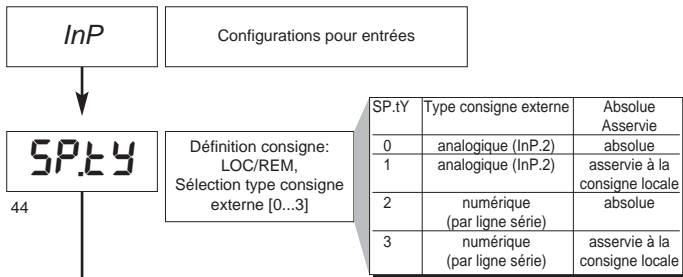 InP
Configurations pour entrées
SP.tY
44
Définition consigne:
LOC/REM,
Sélection type consigne
externe [0...3]
SP.tY Type consigne externe Absolue
Asservie
0 analogique (InP.2) absolue
1 analogique (InP.2) asservie à la
consigne locale
2 numérique absolue
(par ligne série)
3 numérique asservie à la
(par ligne série) consigne locale